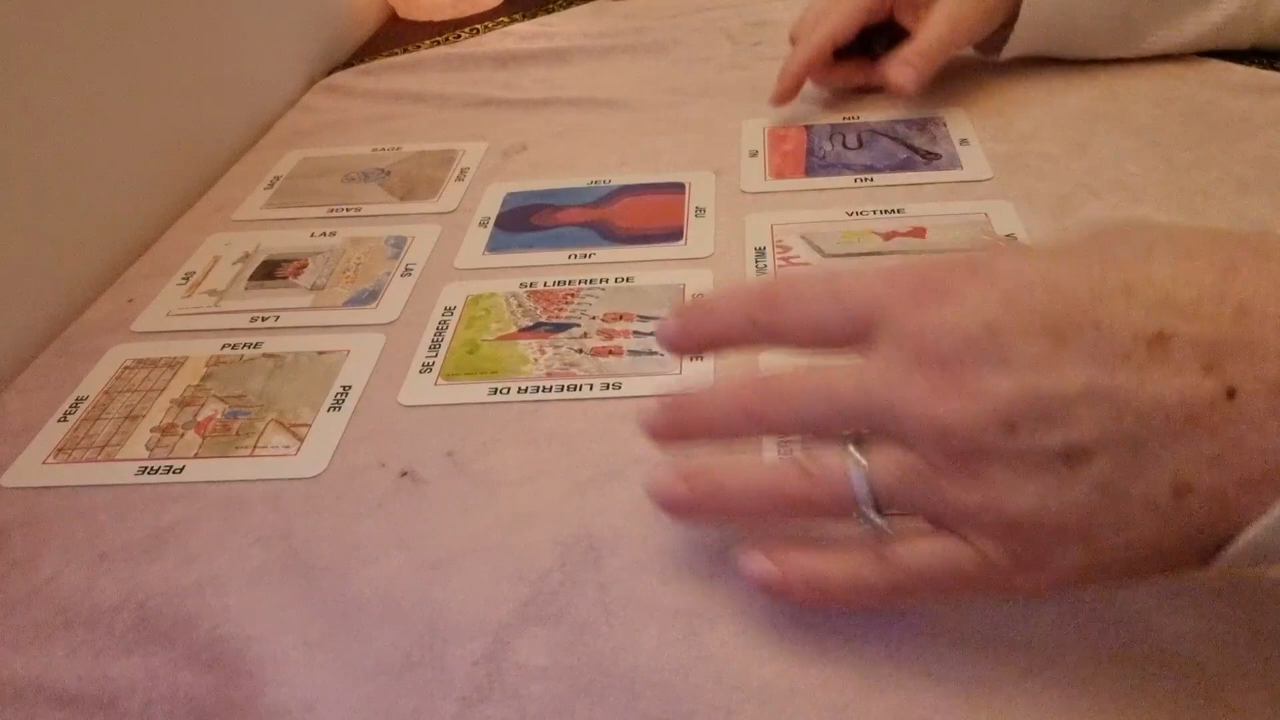 SAGE
SAGE
SAGE
SAGE
LAS
LAS
LAS
LAS
PERE
PERE
PERE
PERE
JEU
JEU
JEU
JEU
SE LIBERER DE
SE LIBERER DE
SE LIBERER DE
NU
NU
NU
NU
VICTIME
VICTIME